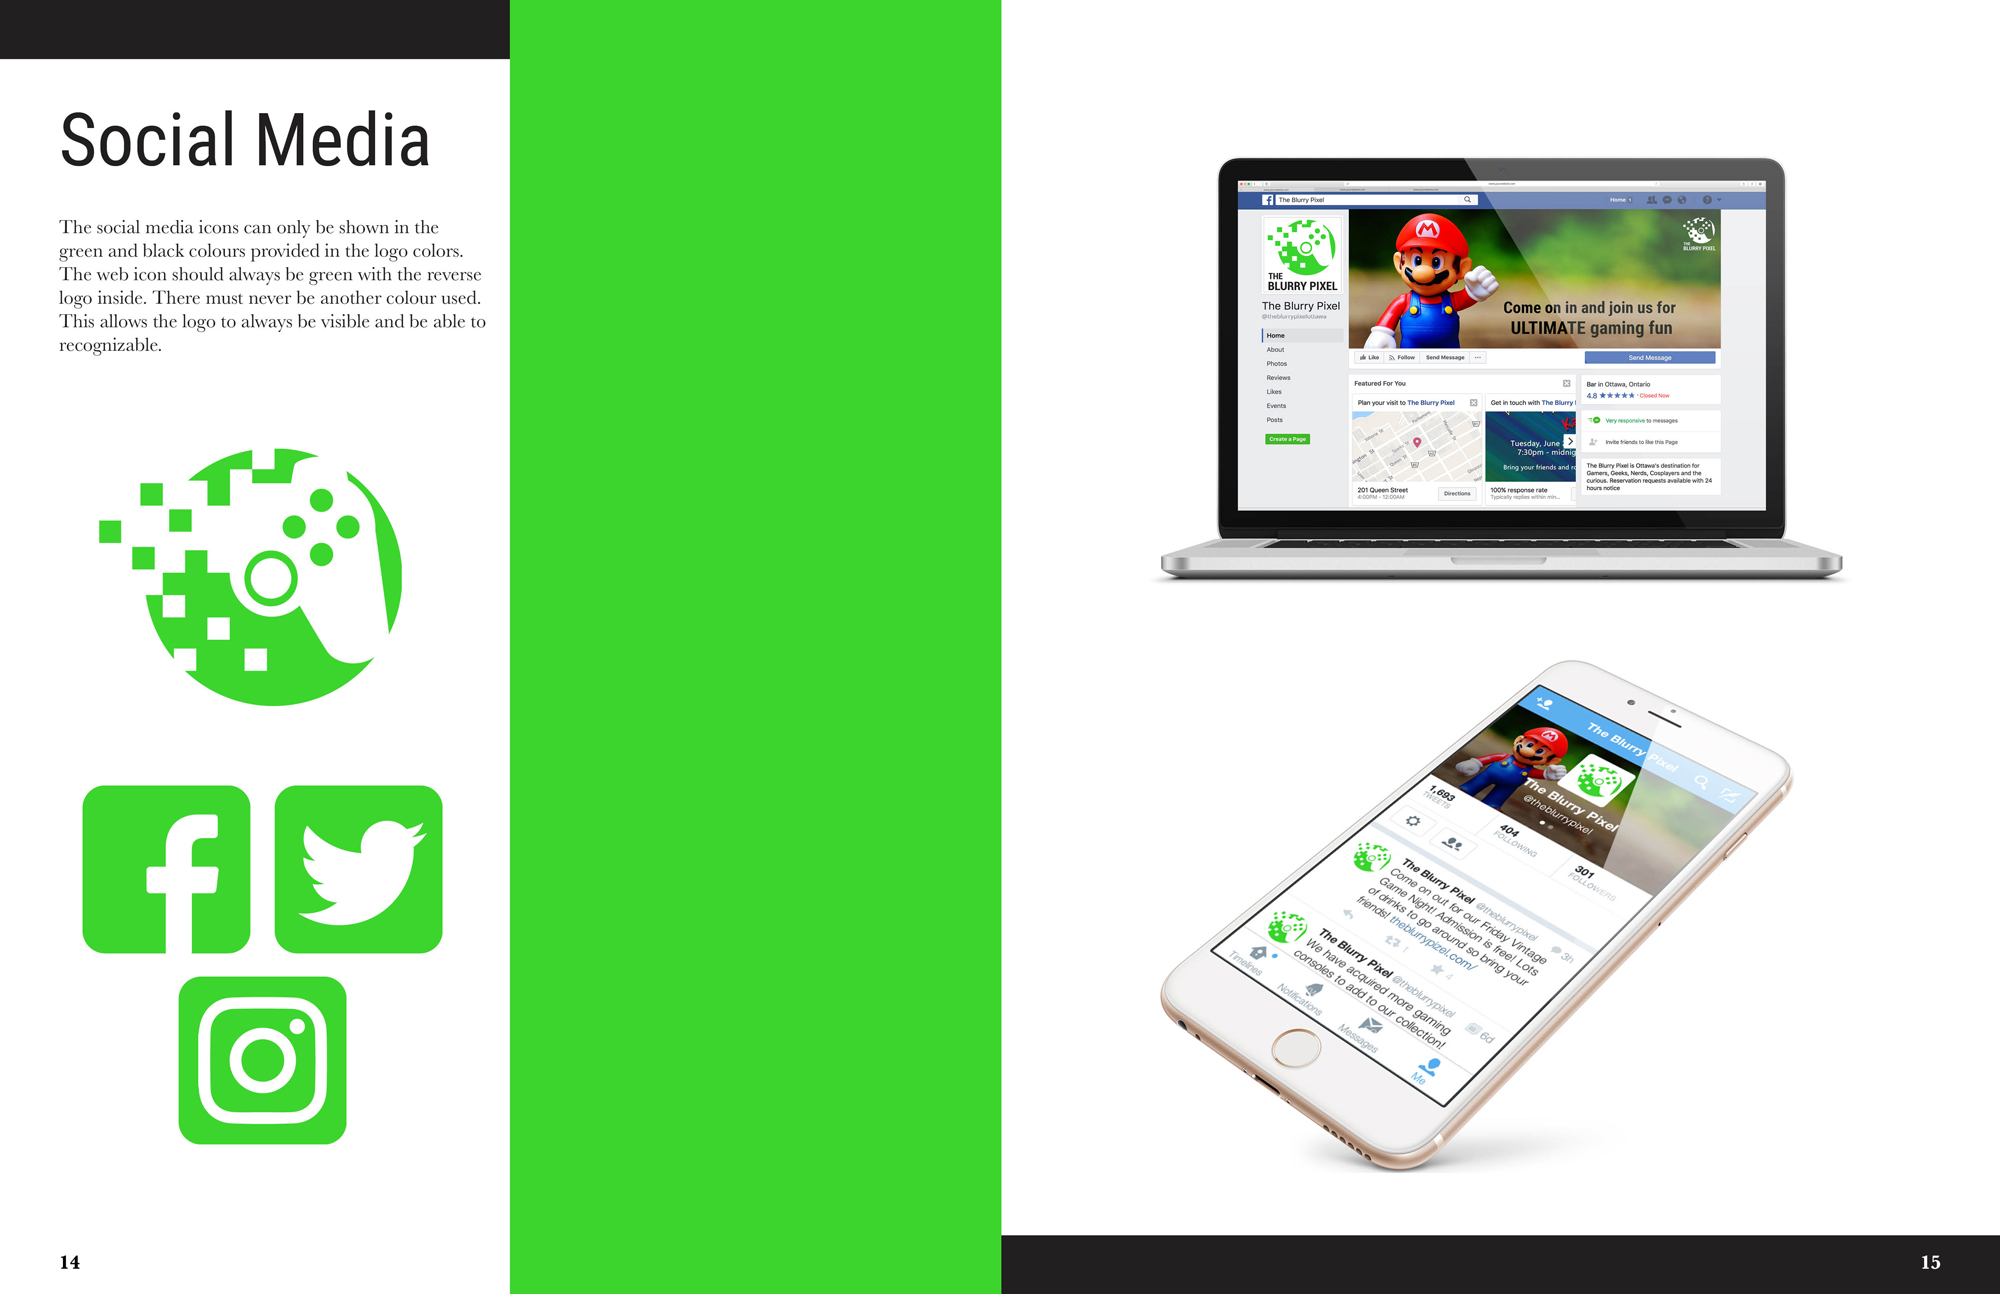 Social Media
The social media icons can only be shown in the
green and black colours provided in the logo colors.
The web icon should always be green with the reverse
logo inside. There must never be another colour used.
This allows the logo to always be visible and be able to
recognizable.
14
The Blurry Pixel
Home 1
THE
BLURRY PIXEL
The Blurry Pixel
@theblurrypixelottawa
Home
About
Photos
Reviews
Likes
Events
Posts
Create a Page
THE
BLURRY PIXEL
Come on in and join us for
ULTIMATE gaming fun
Like
Follow
Send Message
Send Message
Featured For You
Plan your visit to The Blurry Pixel
Queen St
201 Queen Street
4:00PM - 12:00AM
Directions
Get in touch with The Blurry
Tuesday, June
7:30pm - midnig
Bring your friends and ro
100% response rate
Typically replies within min...
Bar in Ottawa, Ontario
4.8 ★★★★★ · Closed Now
Very responsive to messages
Invite friends to like this Page
The Blurry Pixel is Ottawa's destination for
Gamers, Geeks, Nerds, Cosplayers and the
curious. Reservation requests available with 24
hours notice
The Blurry Pixel
The Blurry Pixel
@theblurrypixel
1,693
TWEETS
404
FOLLOWING
301
FOLLOWERS
The Blurry Pixel @theblurrypixel
3h
Come on out for our Friday Vintage
Game Night! Admission is free! Lots
of drinks to go around so bring your
friends! theblurrypizel.com/
1
4
The Blurry Pixel @theblurrypixel
6d
We have acquired more gaming
consoles to add to our collection!
Timelines
Notifications
Messages
Me
15